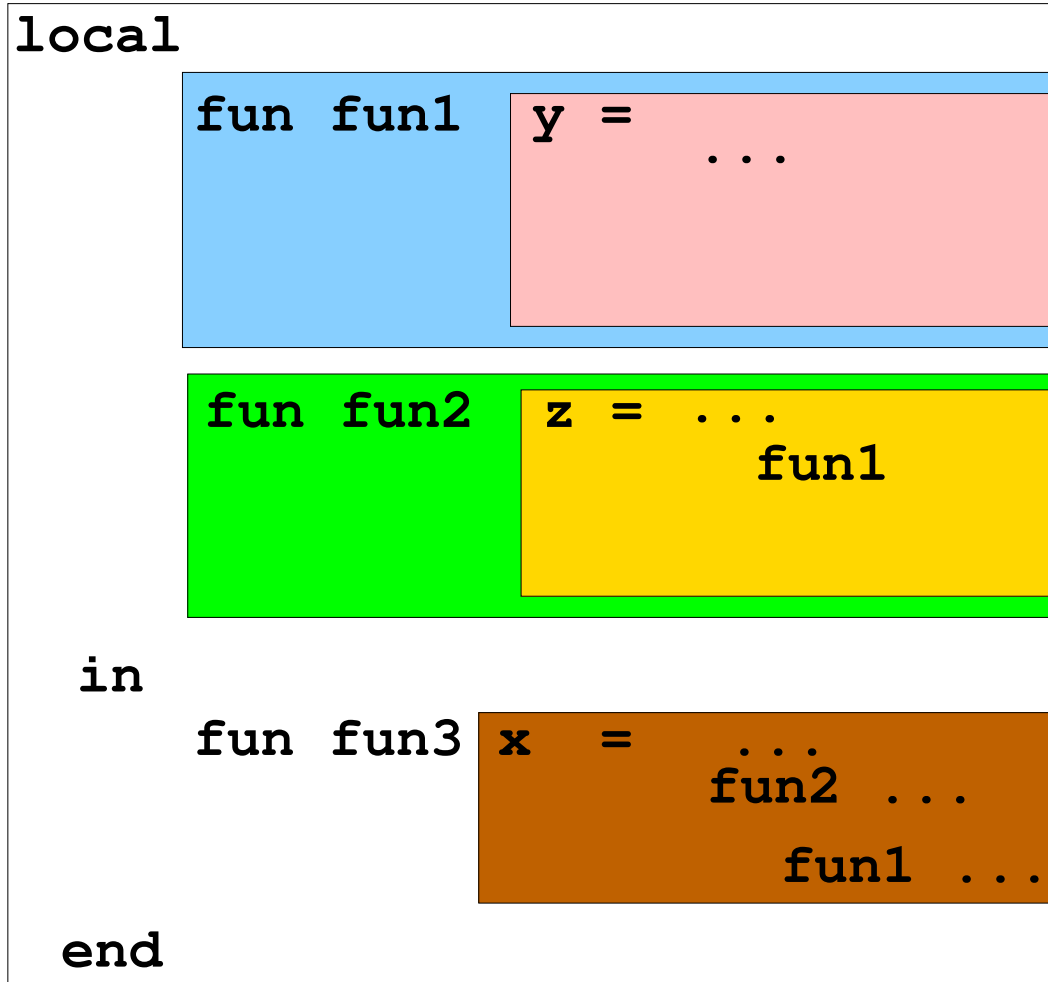 local
fun fun1 y =
...
fun fun2 z = ...
fun1
in
fun fun3 x = ...
fun2 ...
fun1 ...
end